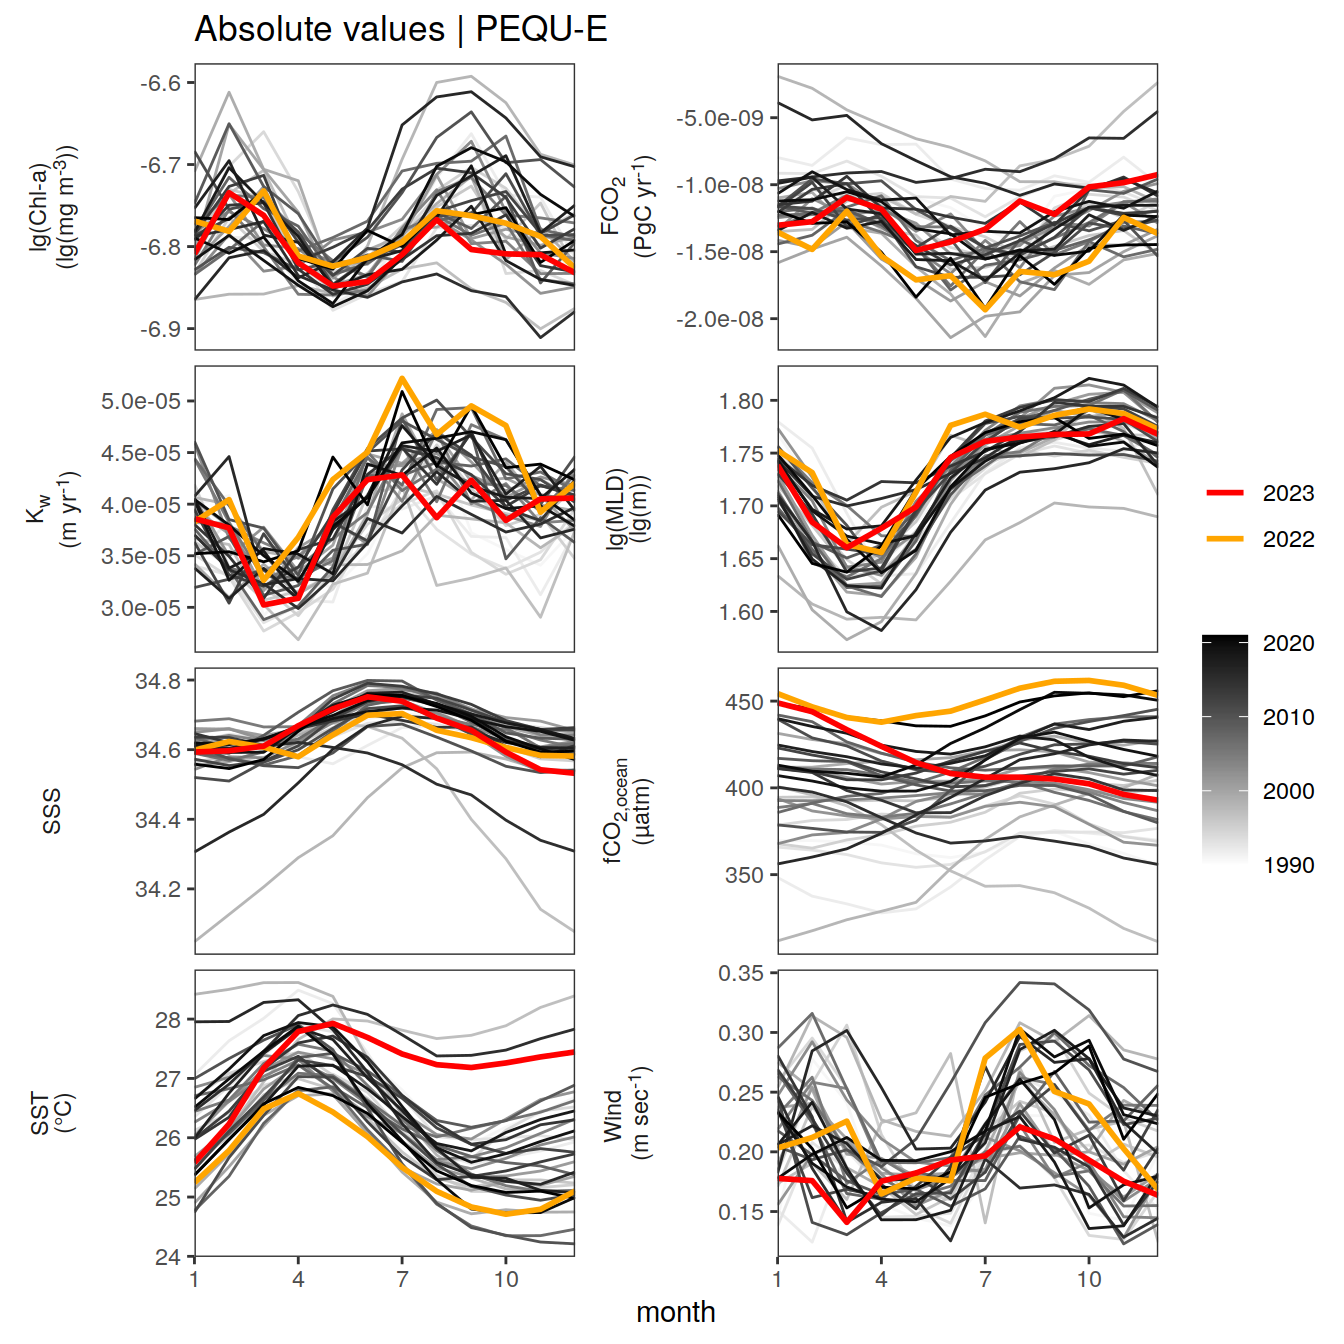 Absolute values | PEQU-E
lg(Chl-a)
(lg(mg m⁻³))
-6.6
-6.7
-6.8
-6.9
FCO₂
(PgC yr⁻¹)
-5.0e-09
-1.0e-08
-1.5e-08
-2.0e-08
K_w
(m yr⁻¹)
5.0e-05
4.5e-05
4.0e-05
3.5e-05
3.0e-05
lg(MLD)
(lg(m))
1.80
1.75
1.70
1.65
1.60
SSS
34.8
34.6
34.4
34.2
fCO₂,ocean
(µatm)
450
400
350
SST
(°C)
28
27
26
25
24
1 4 7 10
Wind
(m sec⁻¹)
0.35
0.30
0.25
0.20
0.15
1 4 7 10
month
2023
2022
2020
2010
2000
1990